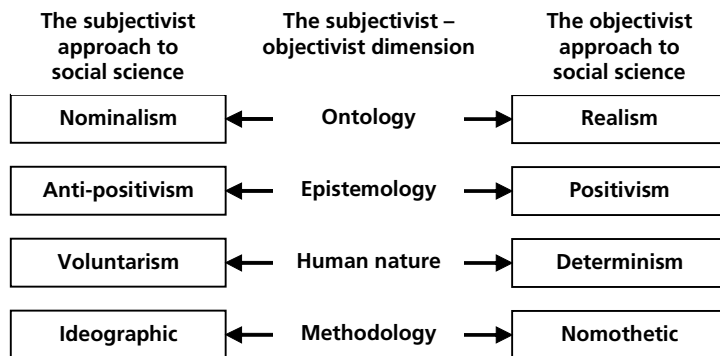 The subjectivist
approach to
social science
The subjectivist –
objectivist dimension
The objectivist
approach to
social science
Nominalism
Ontology
Realism
Anti-positivism
Epistemology
Positivism
Voluntarism
Human nature
Determinism
Ideographic
Methodology
Nomothetic